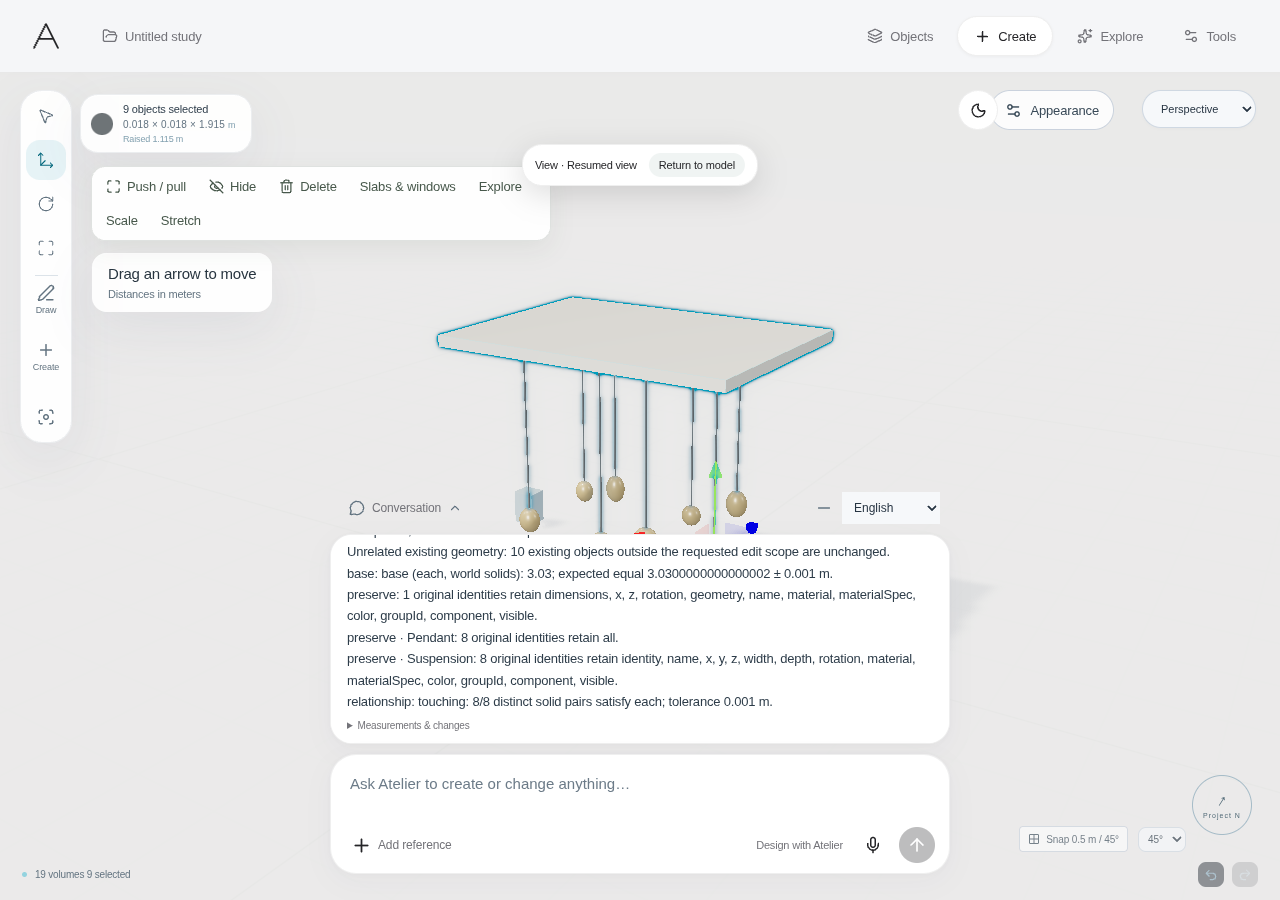 Untitled study
Objects
Create
Explore
Tools
9 objects selected
0.018 × 0.018 × 1.915 m
Raised 1.115 m
Appearance
Perspective
View · Resumed view
Return to model
Push / pull
Hide
Delete
Slabs & windows
Explore
Scale
Stretch
Drag an arrow to move
Distances in meters
Draw
Create
Conversation
English
Unrelated existing geometry: 10 existing objects outside the requested edit scope are unchanged.
base: base (each, world solids): 3.03; expected equal 3.0300000000000002 ± 0.001 m.
preserve: 1 original identities retain dimensions, x, z, rotation, geometry, name, material, materialSpec,
color, groupId, component, visible.
preserve · Pendant: 8 original identities retain all.
preserve · Suspension: 8 original identities retain identity, name, x, y, z, width, depth, rotation, material,
materialSpec, color, groupId, component, visible.
relationship: touching: 8/8 distinct solid pairs satisfy each; tolerance 0.001 m.
Measurements & changes
Ask Atelier to create or change anything…
Add reference
Design with Atelier
Project N
Snap 0.5 m / 45°
45°
19 volumes 9 selected